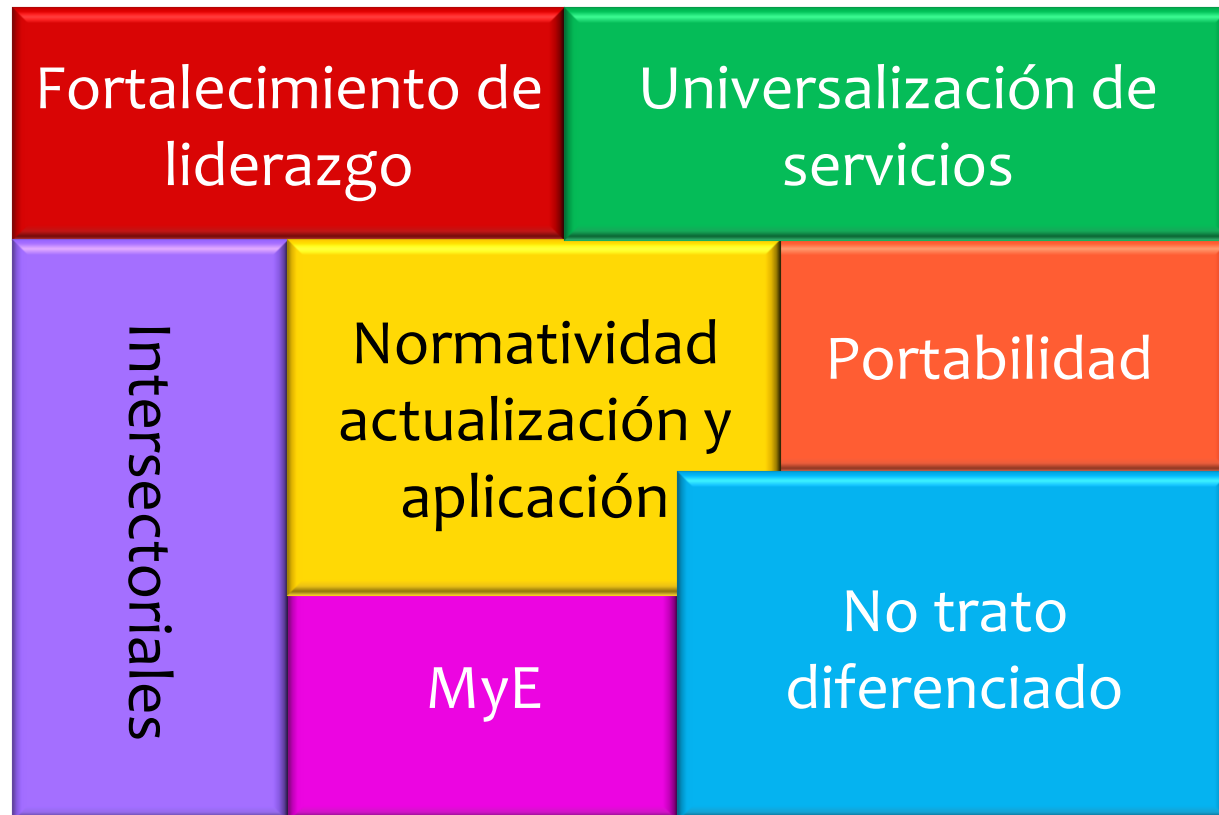 Fortalecimiento de
liderazgo
Universalización de
servicios
Intersectoriales
Normatividad
actualización y
aplicación
Portabilidad
MyE
No trato
diferenciado